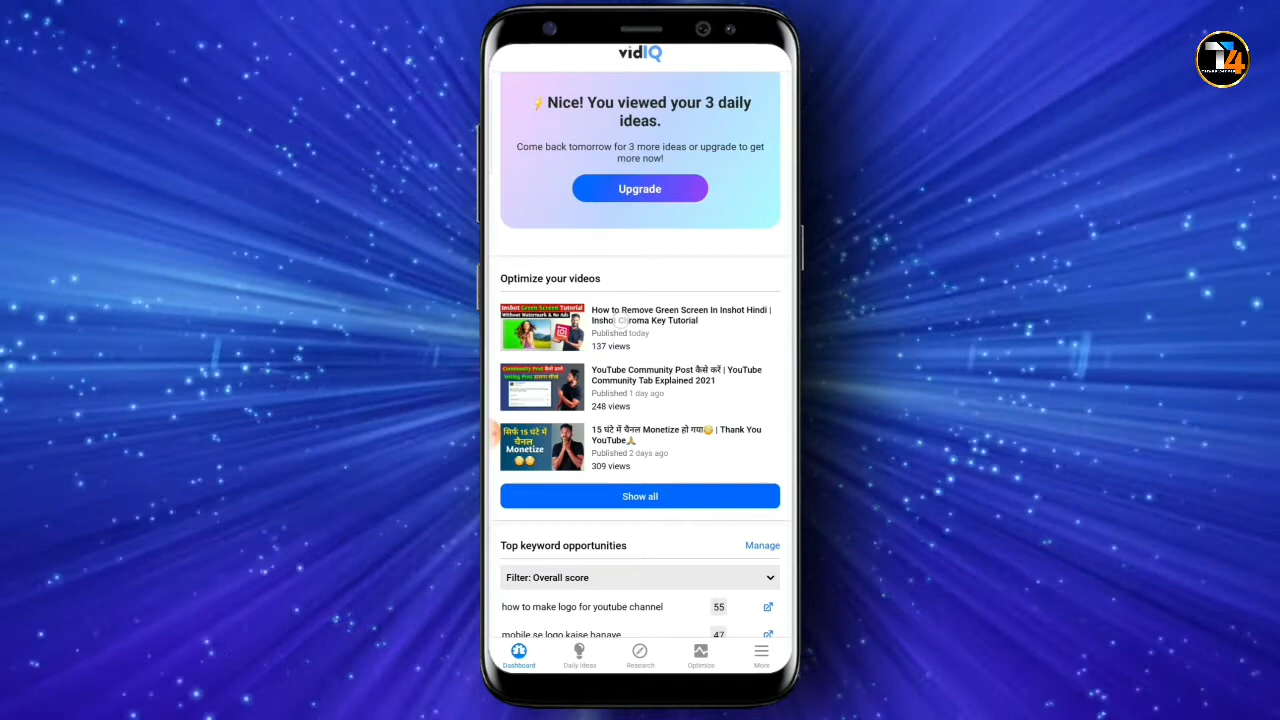 vidIQ
T4
⚡Nice! You viewed your 3 daily
ideas.
Come back tomorrow for 3 more ideas or upgrade to get
more now!
Upgrade
Optimize your videos
Inshot Green Screen Tutorial
Without Watermark & No Ads
How to Remove Green Screen In Inshot Hindi |
Inshot Chroma Key Tutorial
Published today
137 views
Community Post कैसे डाले
Voting Post डालना सीखे
YouTube Community Post कैसे करें | YouTube
Community Tab Explained 2021
Published 1 day ago
248 views
सिर्फ 15 घंटे में
चैनल
Monetize
😳😳
15 घंटे में चैनल Monetize हो गया😳 | Thank You
YouTube🙏
Published 2 days ago
309 views
Show all
Top keyword opportunities
Manage
Filter: Overall score
how to make logo for youtube channel
55
mobile se logo kaise banaye
47
Dashboard
Daily Ideas
Research
Optimize
More